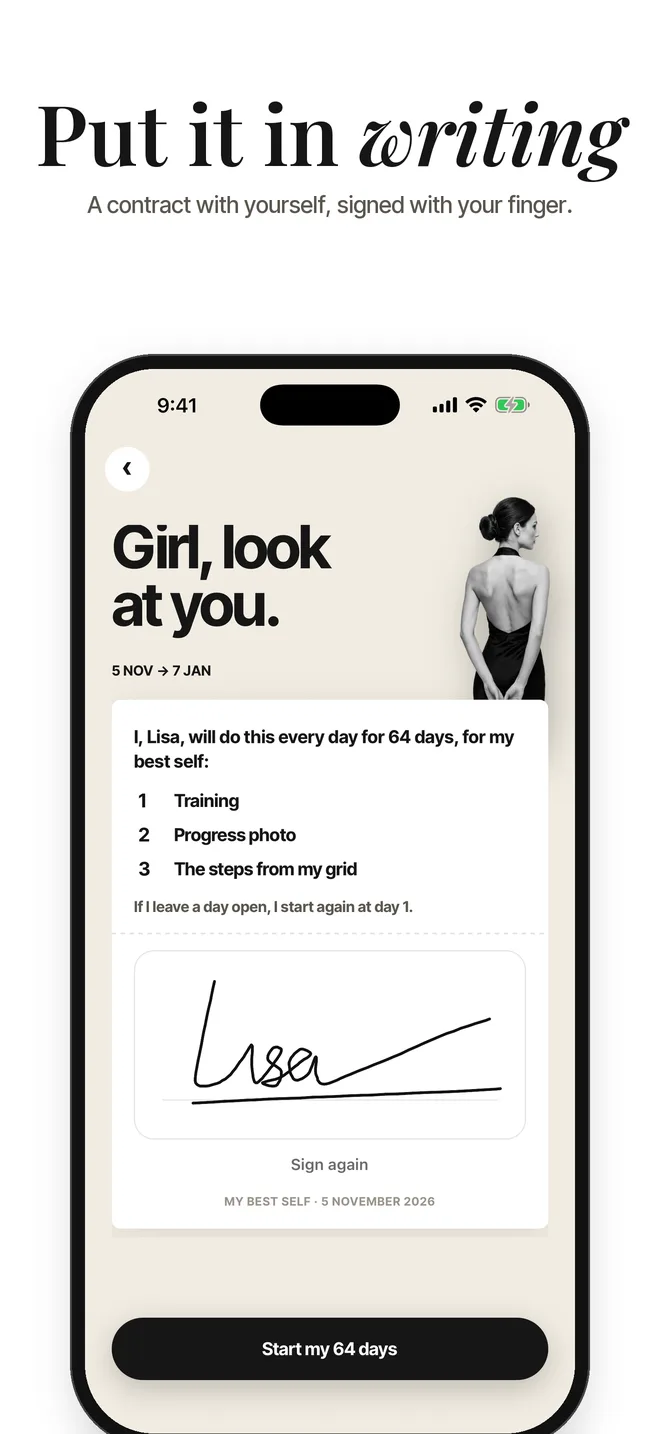 Put it in writing
A contract with yourself, signed with your finger.
9:41
Girl, look
at you.
5 NOV → 7 JAN
I, Lisa, will do this every day for 64 days, for my
best self:
1 Training
2 Progress photo
3 The steps from my grid
If I leave a day open, I start again at day 1.
Lisa
Sign again
MY BEST SELF · 5 NOVEMBER 2026
Start my 64 days